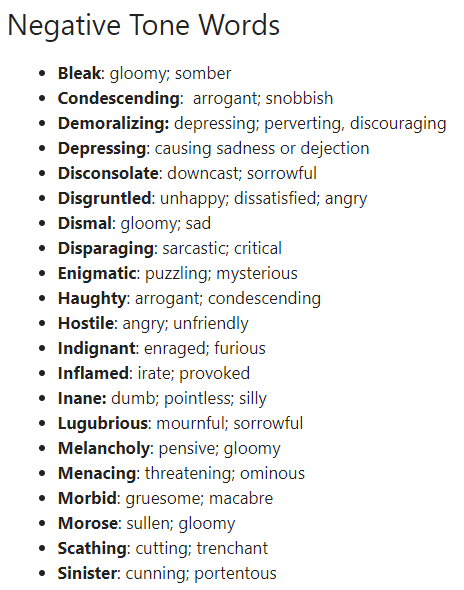 Negative Tone Words
• Bleak: gloomy; somber
• Condescending:  arrogant; snobbish
• Demoralizing: depressing; perverting, discouraging
• Depressing: causing sadness or dejection
• Disconsolate: downcast; sorrowful
• Disgruntled: unhappy; dissatisfied; angry
• Dismal: gloomy; sad
• Disparaging: sarcastic; critical
• Enigmatic: puzzling; mysterious
• Haughty: arrogant; condescending
• Hostile: angry; unfriendly
• Indignant: enraged; furious
• Inflamed: irate; provoked
• Inane: dumb; pointless; silly
• Lugubrious: mournful; sorrowful
• Melancholy: pensive; gloomy
• Menacing: threatening; ominous
• Morbid: gruesome; macabre
• Morose: sullen; gloomy
• Scathing: cutting; trenchant
• Sinister: cunning; portentous